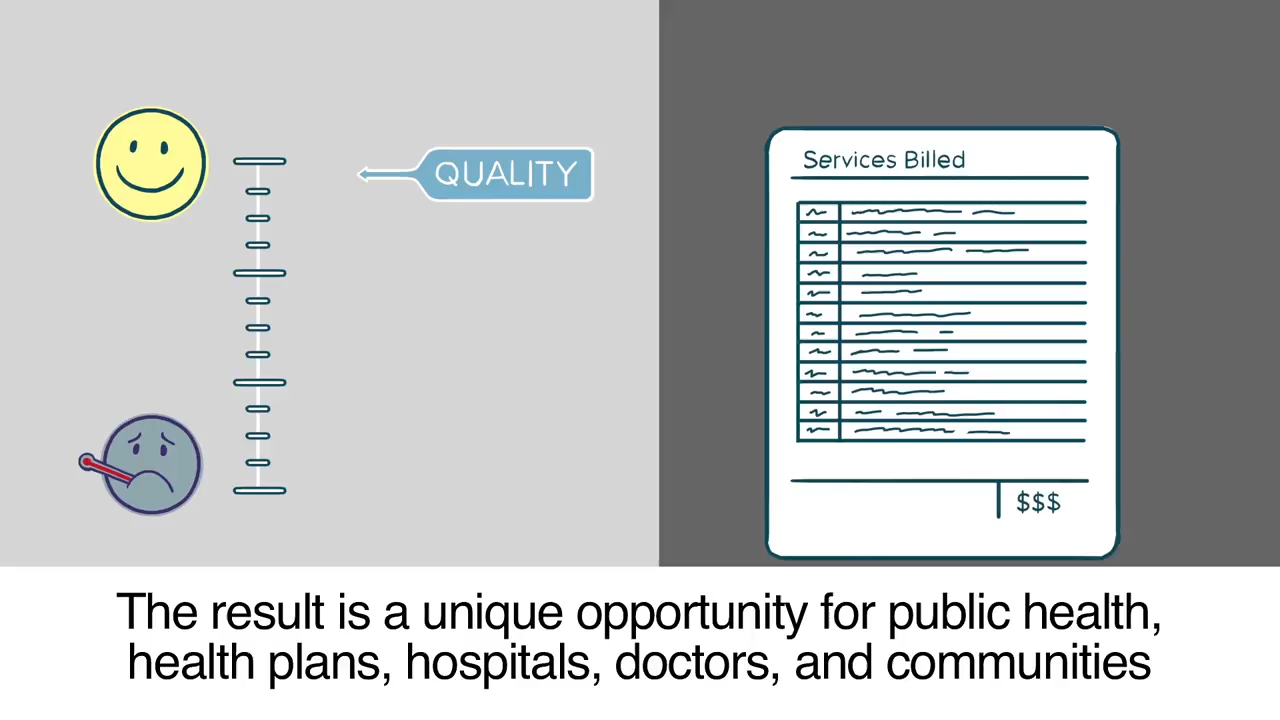 QUALITY
Services Billed
$$$
The result is a unique opportunity for public health,
health plans, hospitals, doctors, and communities